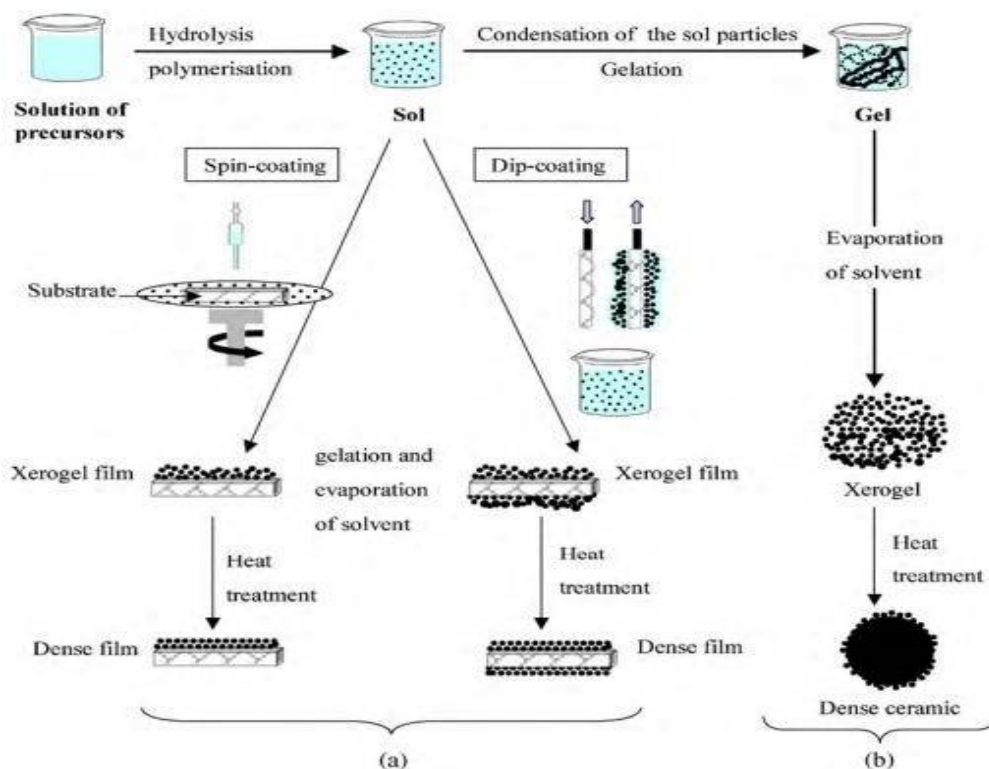 Hydrolysis
polymerisation
Condensation of the sol particles
Gelation
Solution of
precursors
Sol
Gel
Spin-coating
Dip-coating
Evaporation
of solvent
Substrate
Xerogel film
gelation and
evaporation
of solvent
Xerogel film
Xerogel
Heat
treatment
Heat
treatment
Heat
treatment
Dense film
Dense film
Dense ceramic
(a)
(b)